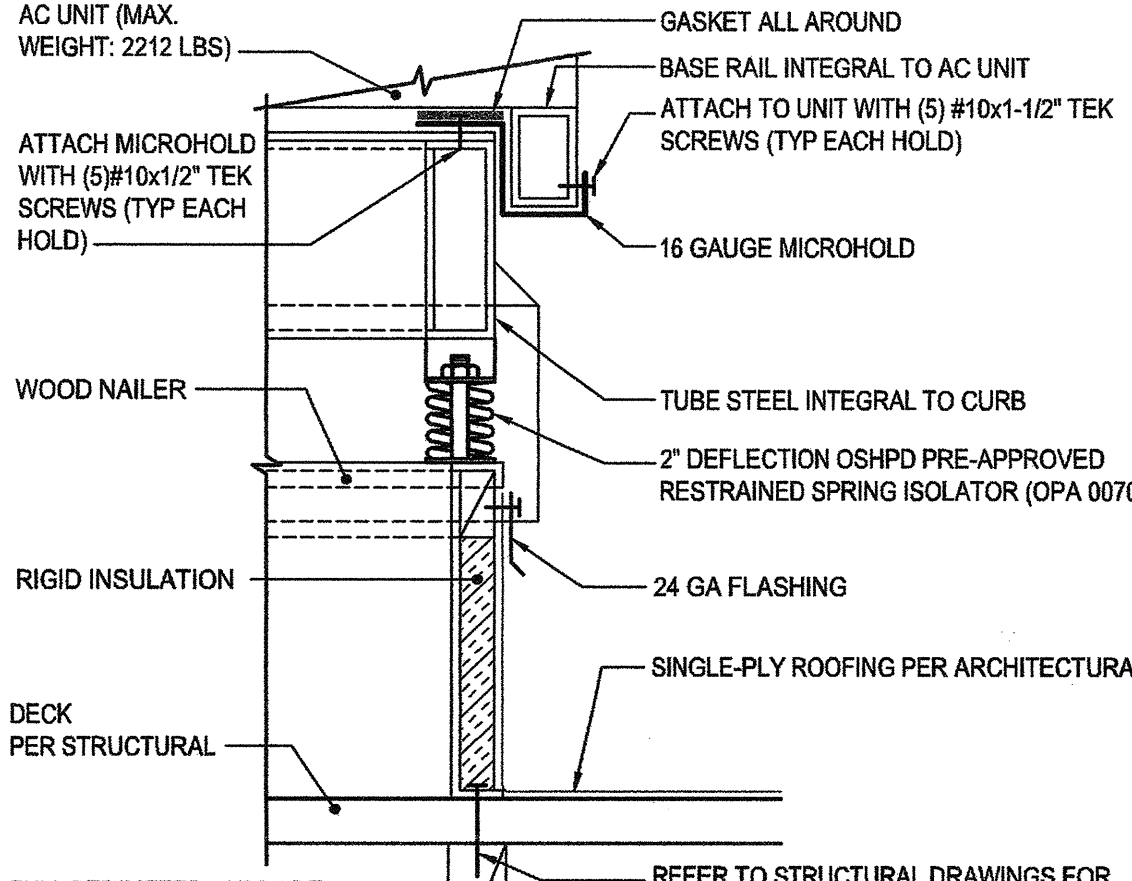 AC UNIT (MAX.
WEIGHT: 2212 LBS)
GASKET ALL AROUND
BASE RAIL INTEGRAL TO AC UNIT
ATTACH TO UNIT WITH (5) #10x1-1/2" TEK
SCREWS (TYP EACH HOLD)
ATTACH MICROHOLD
WITH (5)#10x1/2" TEK
SCREWS (TYP EACH
HOLD)
16 GAUGE MICROHOLD
WOOD NAILER
TUBE STEEL INTEGRAL TO CURB
2" DEFLECTION OSHPD PRE-APPROVED
RESTRAINED SPRING ISOLATOR (OPA 0070
RIGID INSULATION
24 GA FLASHING
SINGLE-PLY ROOFING PER ARCHITECTURA
DECK
PER STRUCTURAL
REFER TO STRUCTURAL DRAWINGS FOR